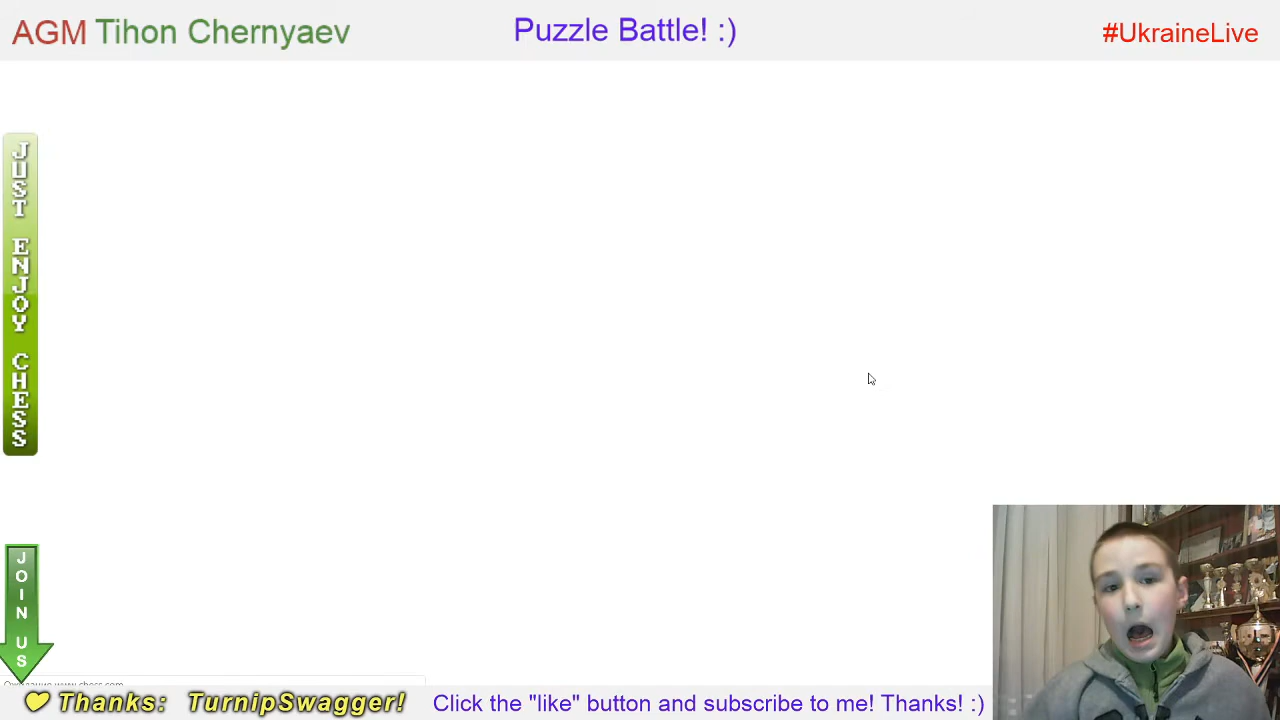 AGM Tihon Chernyaev
Puzzle Battle! :)
#UkraineLive
JUST ENJOY CHESS
JOIN US
Thanks: TurnipSwagger!
Click the "like" button and subscribe to me! Thanks! :)